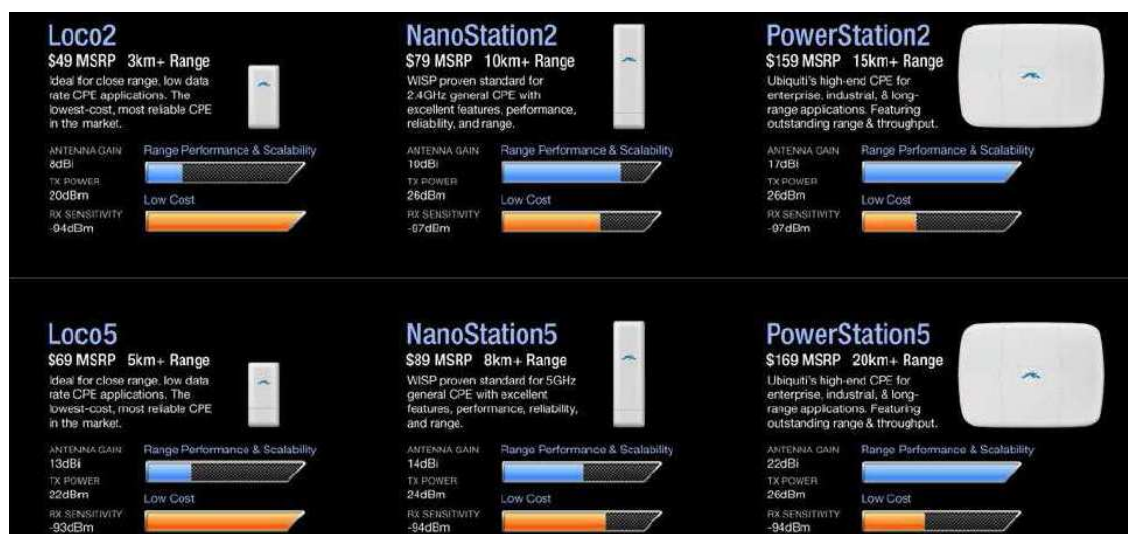 Loco2
$49 MSRP 3km+ Range
Ideal for close range, low data
rate CPE applications. The
lowest-cost, most reliable CPE
in the market.
ANTENNA GAIN
8dBi
TX POWER
20dBm
RX SENSITIVITY
-94dBm
Range Performance & Scalability
Low Cost
NanoStation2
$79 MSRP 10km+ Range
WISP proven standard for
2.4GHz general CPE with
excellent features, performance,
reliability, and range.
ANTENNA GAIN
10dBi
TX POWER
26dBm
RX SENSITIVITY
-97dBm
Range Performance & Scalability
Low Cost
PowerStation2
$159 MSRP 15km+ Range
Ubiquiti's high-end CPE for
enterprise, industrial, & long-
range applications. Featuring
outstanding range & throughput.
ANTENNA GAIN
17dBi
TX POWER
26dBm
RX SENSITIVITY
-97dBm
Range Performance & Scalability
Low Cost
Loco5
$69 MSRP 5km+ Range
Ideal for close range, low data
rate CPE applications. The
lowest-cost, most reliable CPE
in the market.
ANTENNA GAIN
13dBi
TX POWER
22dBm
RX SENSITIVITY
-93dBm
Range Performance & Scalability
Low Cost
NanoStation5
$89 MSRP 8km+ Range
WISP proven standard for 5GHz
general CPE with excellent
features, performance, reliability,
and range.
ANTENNA GAIN
14dBi
TX POWER
24dBm
RX SENSITIVITY
-94dBm
Range Performance & Scalability
Low Cost
PowerStation5
$169 MSRP 20km+ Range
Ubiquiti's high-end CPE for
enterprise, industrial, & long-
range applications. Featuring
outstanding range & throughput.
ANTENNA GAIN
22dBi
TX POWER
26dBm
RX SENSITIVITY
-94dBm
Range Performance & Scalability
Low Cost